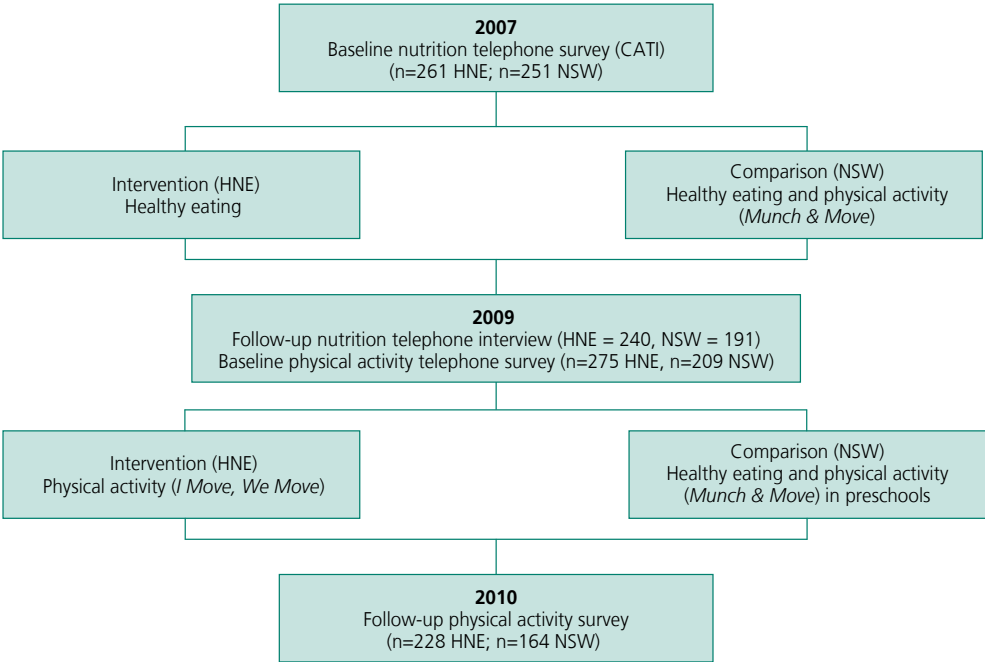 2007
Baseline nutrition telephone survey (CATI)
(n=261 HNE; n=251 NSW)
Intervention (HNE)
Healthy eating
Comparison (NSW)
Healthy eating and physical activity
(Munch & Move)
2009
Follow-up nutrition telephone interview (HNE = 240, NSW = 191)
Baseline physical activity telephone survey (n=275 HNE, n=209 NSW)
Intervention (HNE)
Physical activity (I Move, We Move)
Comparison (NSW)
Healthy eating and physical activity
(Munch & Move) in preschools
2010
Follow-up physical activity survey
(n=228 HNE; n=164 NSW)